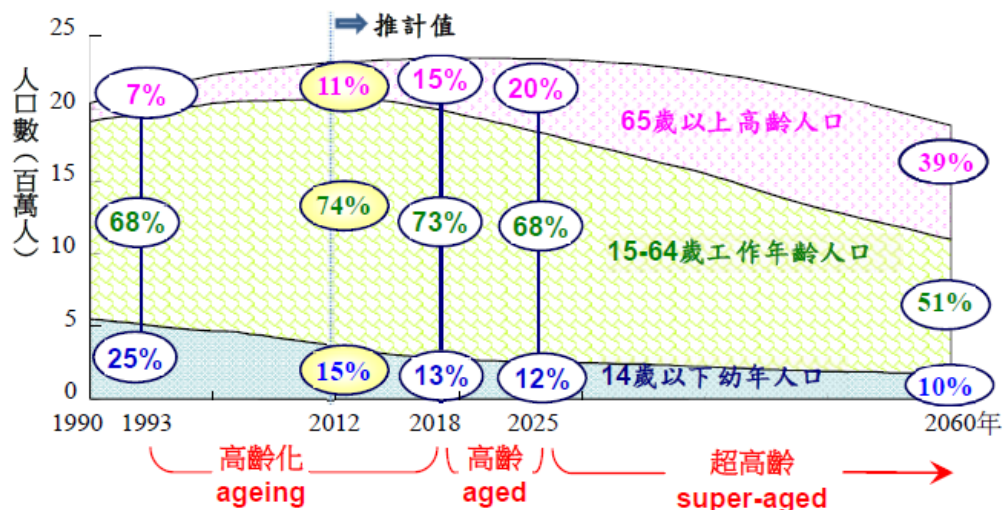 推計值
人口數(百萬人)
25
20
15
10
5
0
7%
11%
15%
20%
65歲以上高齡人口
39%
68%
74%
73%
68%
15-64歲工作年齡人口
51%
25%
15%
13%
12%
14歲以下幼年人口
10%
1990 1993 2012 2018 2025 2060年
高齡化 高齡 超高齡
ageing aged super-aged